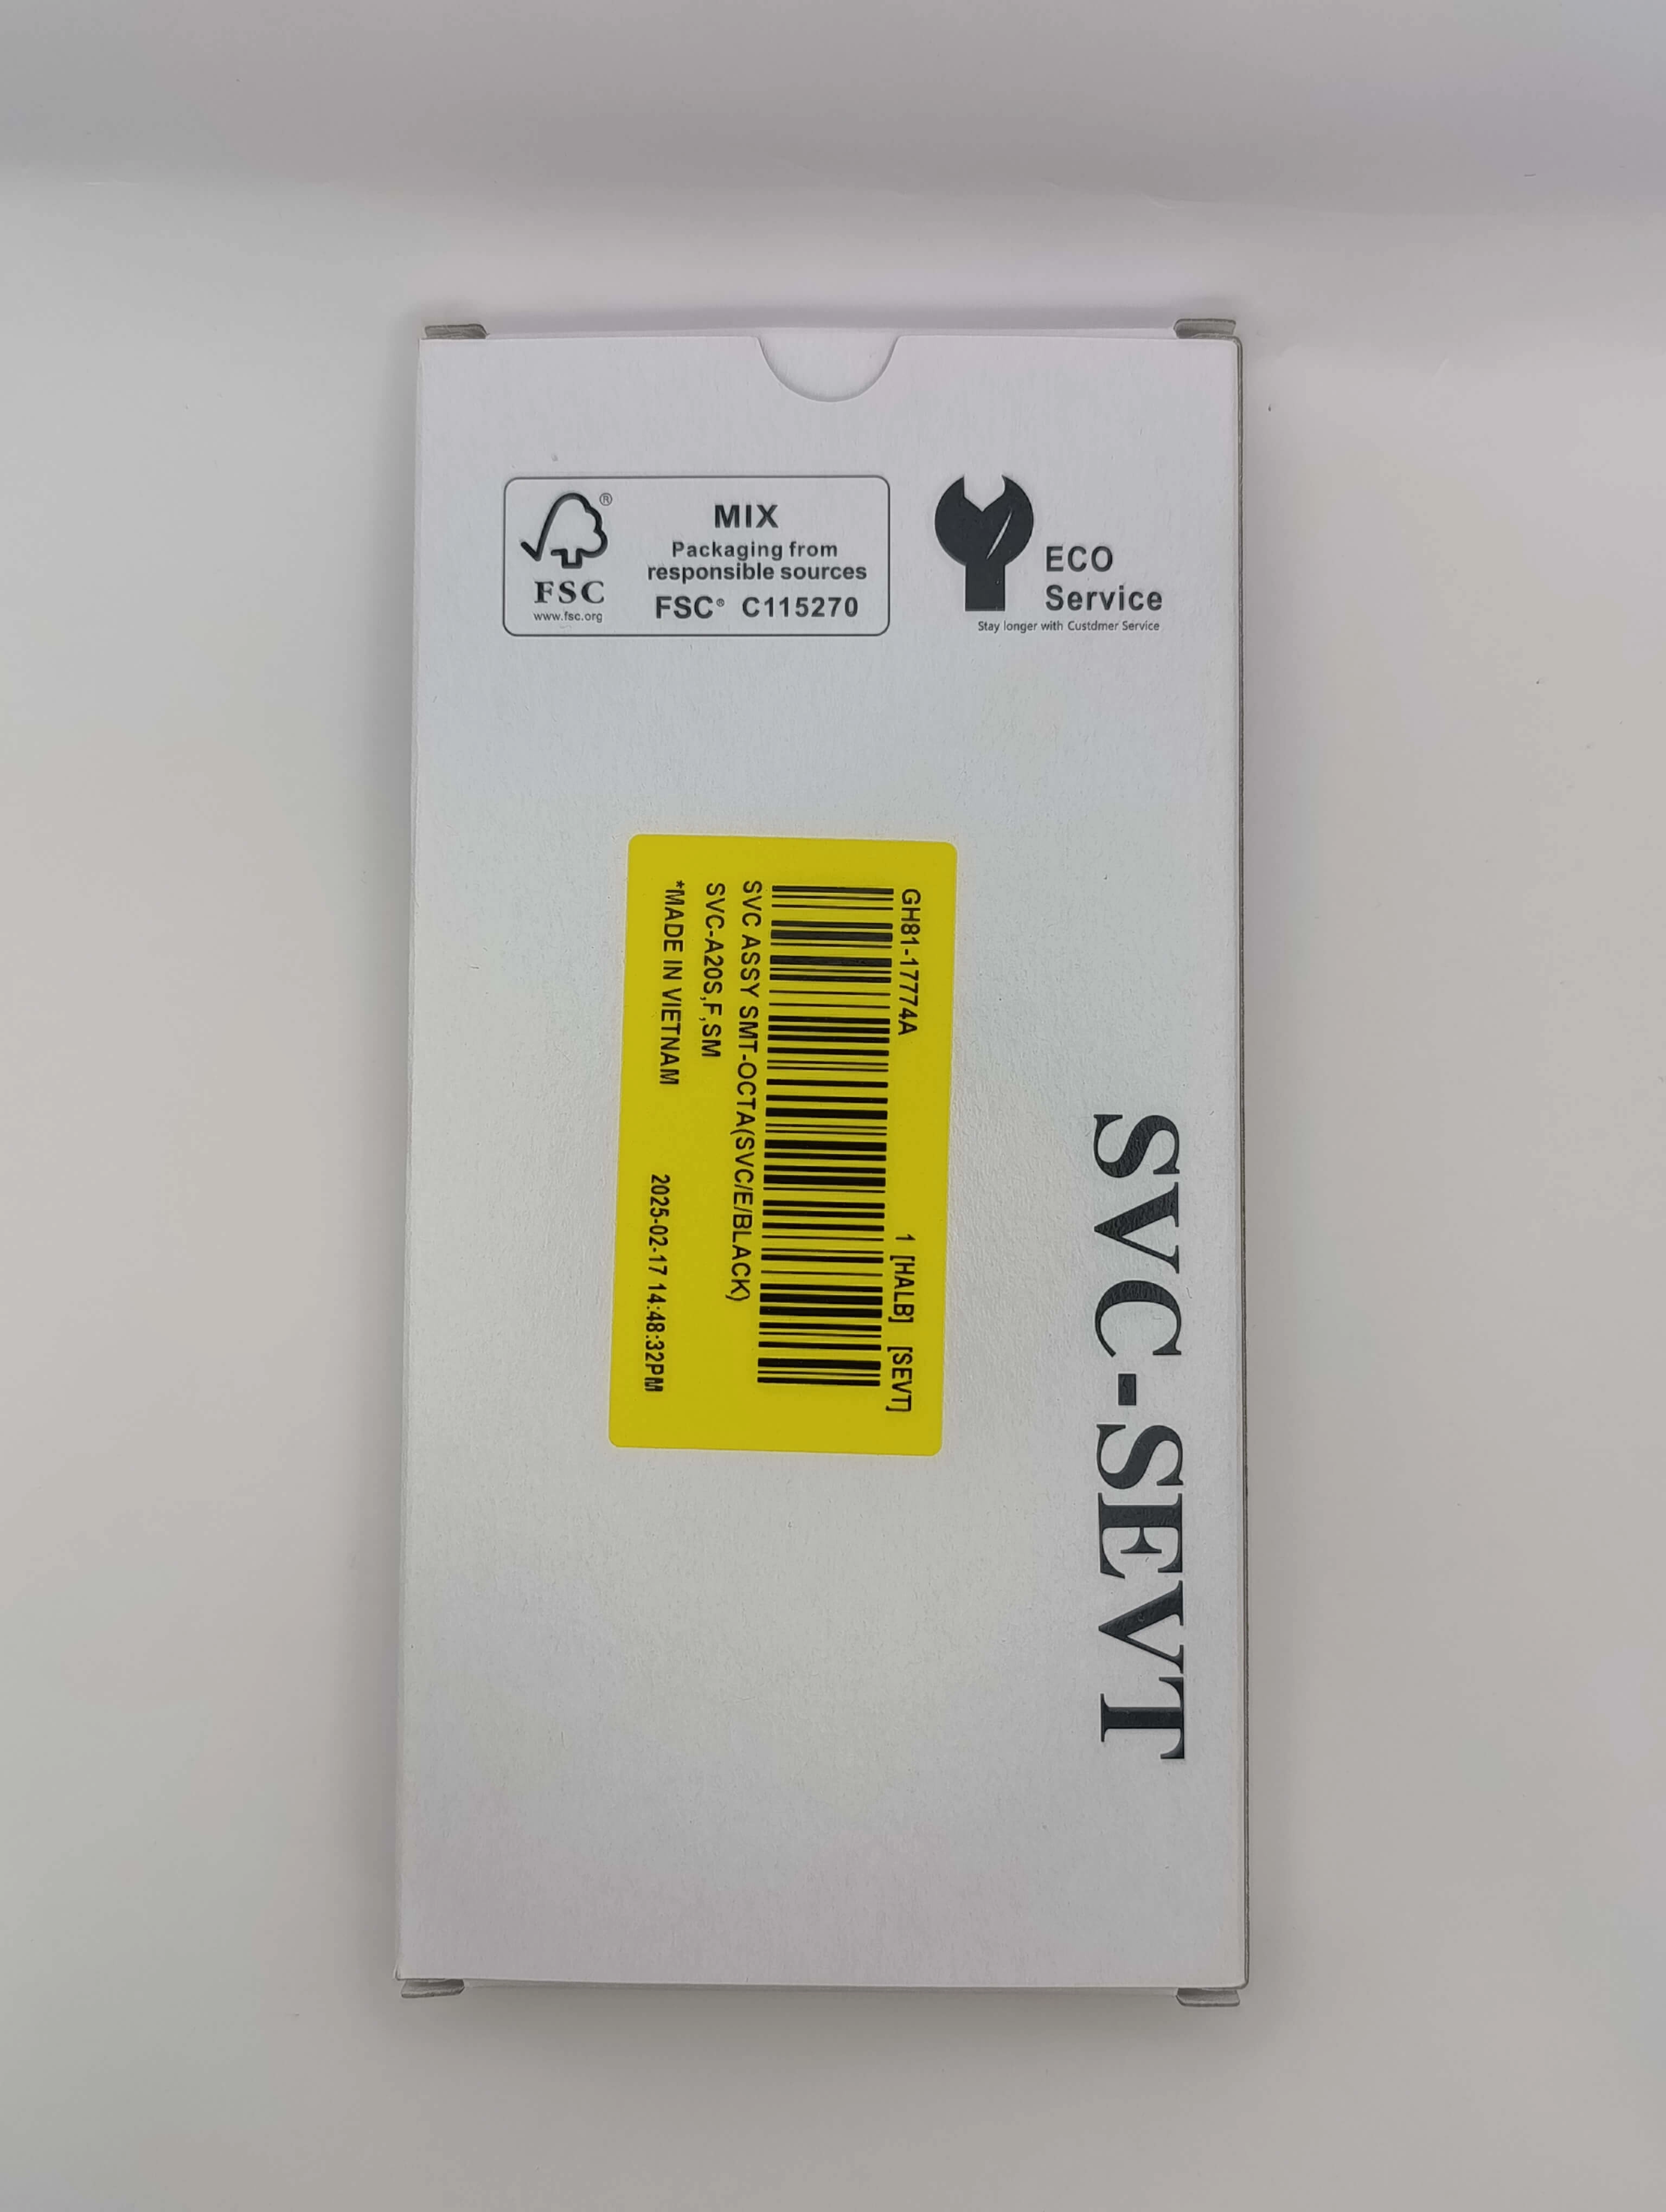 FSC®
www.fsc.org
MIX
Packaging from
responsible sources
FSC® C115270
ECO
Service
Stay longer with Custdmer Service
GH81-17774A 1 [HALB] [SEVT]
SVC ASSY SMT-OCTA(SVC/E/BLACK)
SVC-A20S,F,SM
*MADE IN VIETNAM 2025-02-17 14:48:32PM
SVC-SEVT